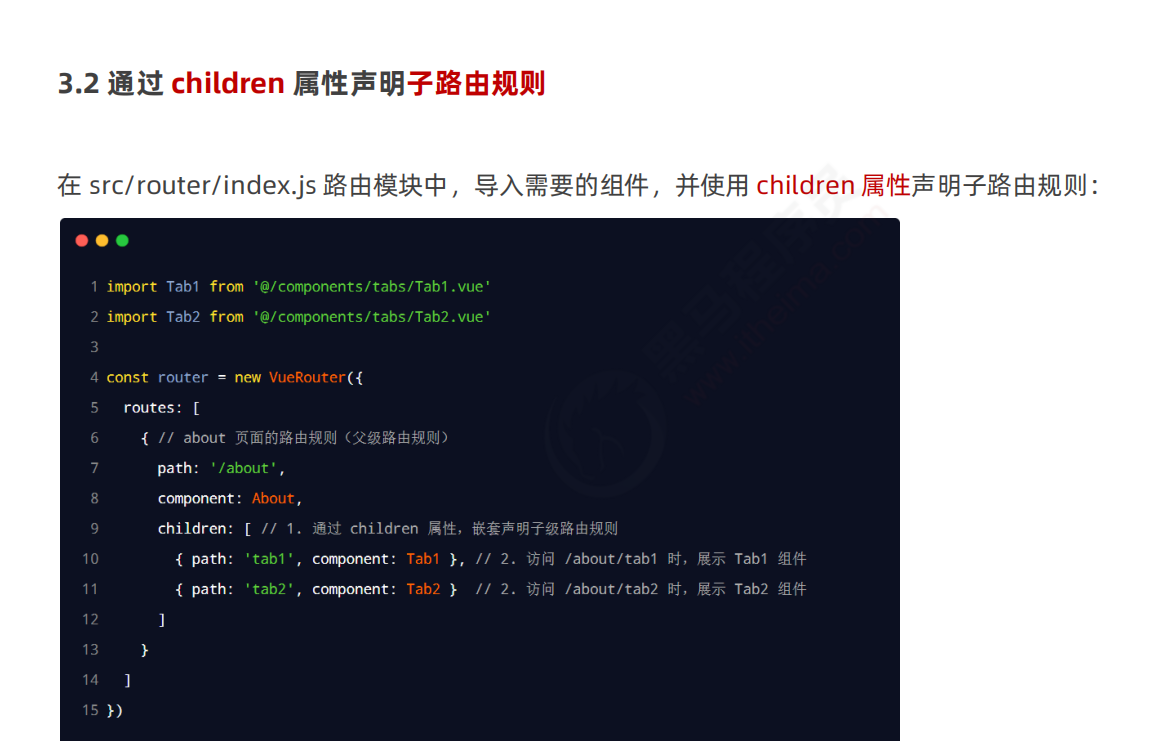 3.2 通过 children 属性声明子路由规则
在 src/router/index.js 路由模块中，导入需要的组件，并使用 children 属性声明子路由规则：
1 import Tab1 from '@/components/tabs/Tab1.vue'
2 import Tab2 from '@/components/tabs/Tab2.vue'
3
4 const router = new VueRouter({
5   routes: [
6     { // about 页面的路由规则（父级路由规则）
7       path: '/about',
8       component: About,
9       children: [ // 1. 通过 children 属性，嵌套声明子级路由规则
10         { path: 'tab1', component: Tab1 }, // 2. 访问 /about/tab1 时，展示 Tab1 组件
11         { path: 'tab2', component: Tab2 }  // 2. 访问 /about/tab2 时，展示 Tab2 组件
12       ]
13     }
14   ]
15 })
黑马程序员